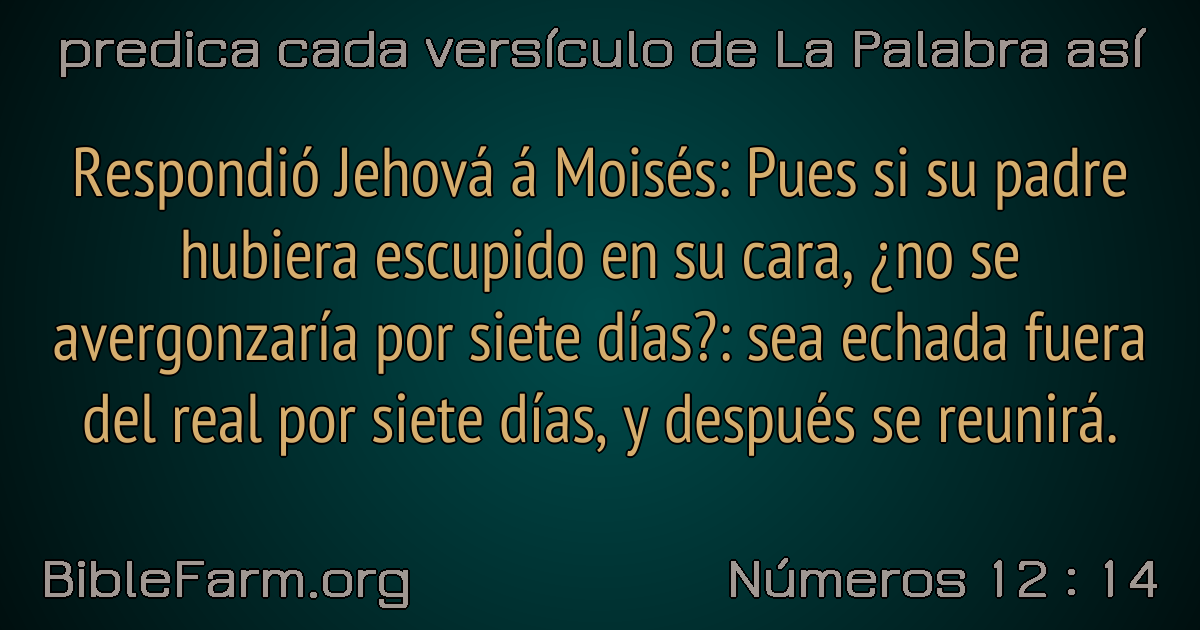 predica cada versículo de La Palabra así
Respondió Jehová á Moisés: Pues si su padre
hubiera escupido en su cara, ¿no se
avergonzaría por siete días?: sea echada fuera
del real por siete días, y después se reunirá.
BibleFarm.org
Números 12 : 14